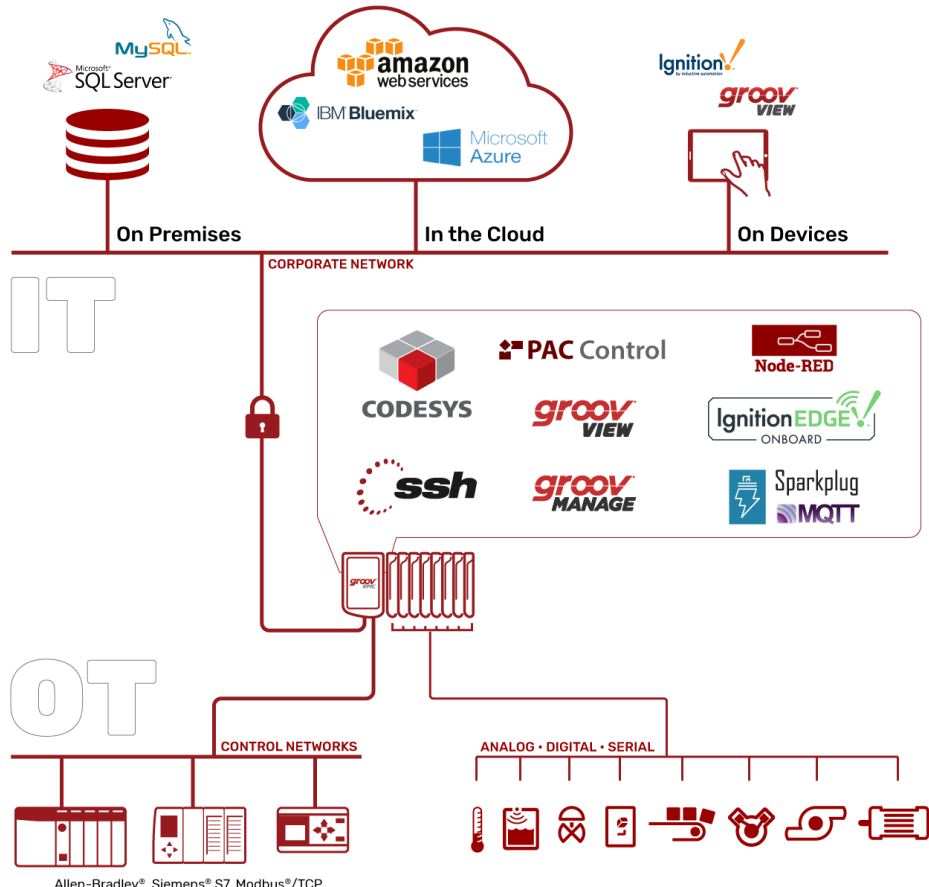 MySQL
Microsoft®
SQL Server®
amazon
web services
IBM Bluemix
Microsoft
Azure
Ignition!
by inductive automation
groov
VIEW
On Premises
In the Cloud
On Devices
CORPORATE NETWORK
IT
CODESYS
PAC Control
Node-RED
groov
VIEW
Ignition EDGE!
ONBOARD
ssh
groov
MANAGE
Sparkplug
MQTT
groov
EPIC
OT
CONTROL NETWORKS
ANALOG • DIGITAL • SERIAL
Allen-Bradley®, Siemens® S7, Modbus®/TCP